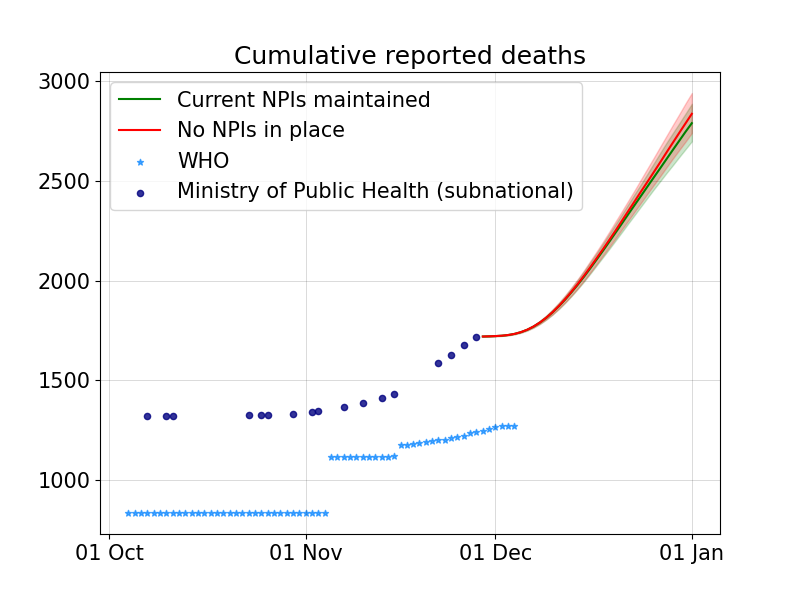 Cumulative reported deaths
3000
2500
2000
1500
1000
Current NPIs maintained
No NPIs in place
WHO
Ministry of Public Health (subnational)
01 Oct
01 Nov
01 Dec
01 Jan